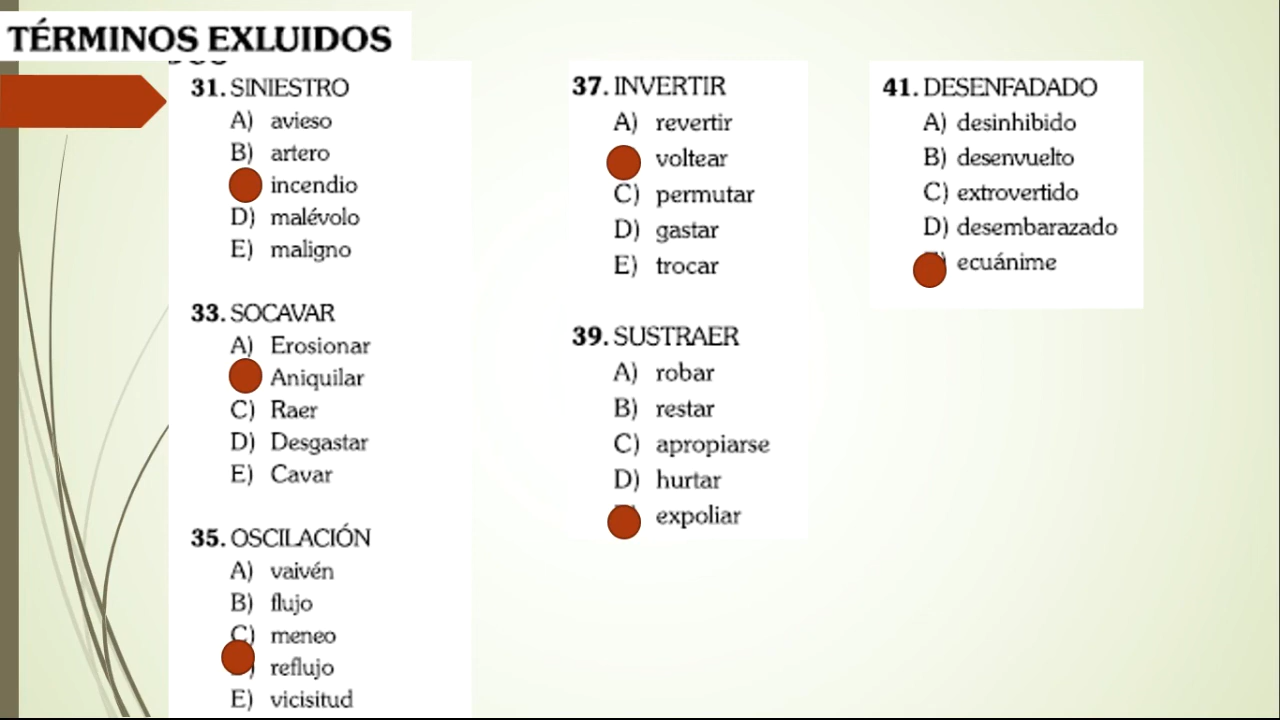 TÉRMINOS EXLUIDOS
31. SINIESTRO
A) avieso
B) artero
incendio
D) malévolo
E) maligno
33. SOCAVAR
A) Erosionar
Aniquilar
C) Raer
D) Desgastar
E) Cavar
35. OSCILACIÓN
A) vaivén
B) flujo
C) meneo
) reflujo
E) vicisitud
37. INVERTIR
A) revertir
voltear
C) permutar
D) gastar
E) trocar
39. SUSTRAER
A) robar
B) restar
C) apropiarse
D) hurtar
expoliar
41. DESENFADADO
A) desinhibido
B) desenvuelto
C) extrovertido
D) desembarazado
) ecuánime